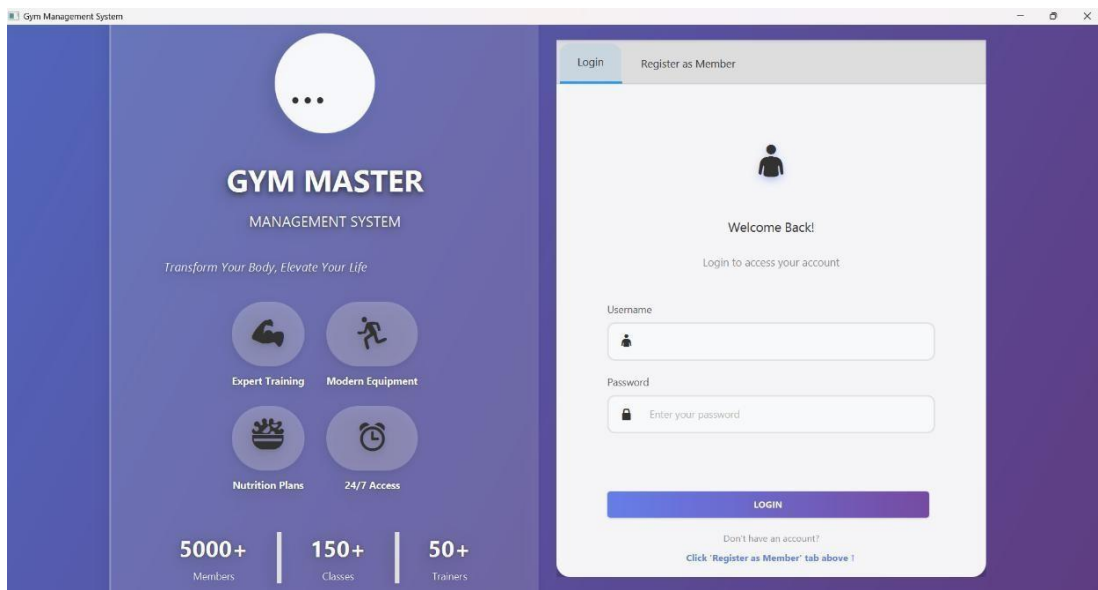 Gym Management System
...
GYM MASTER
MANAGEMENT SYSTEM
Transform Your Body, Elevate Your Life
Expert Training
Modern Equipment
Nutrition Plans
24/7 Access
5000+
Members
150+
Classes
50+
Trainers
Login
Register as Member
Welcome Back!
Login to access your account
Username
Password
Enter your password
LOGIN
Don't have an account?
Click 'Register as Member' tab above !